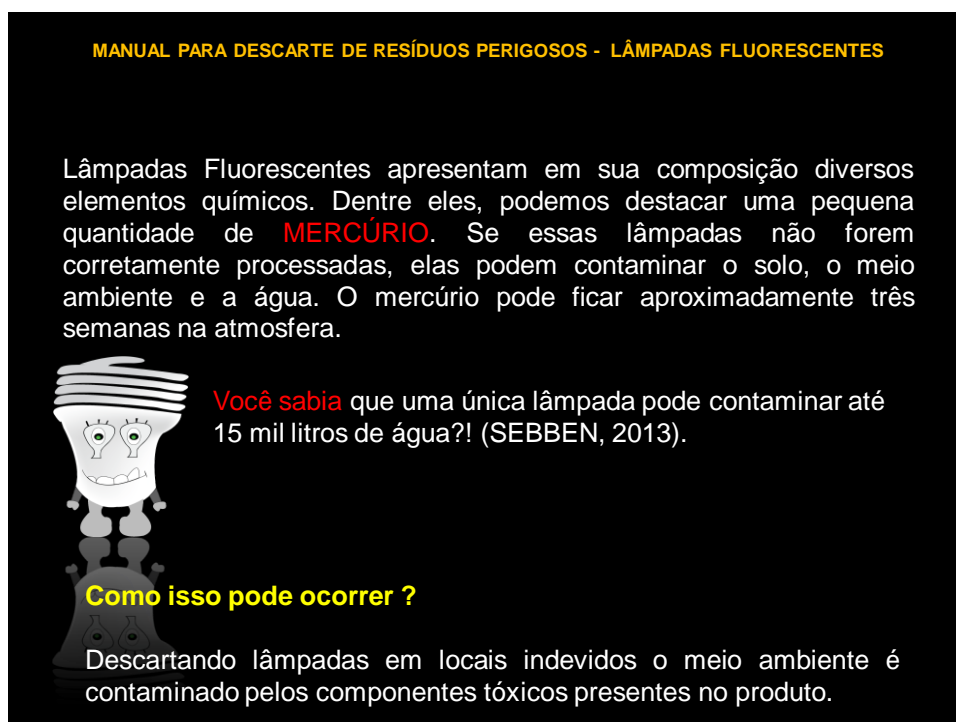 MANUAL PARA DESCARTE DE RESÍDUOS PERIGOSOS - LÂMPADAS FLUORESCENTES
Lâmpadas Fluorescentes apresentam em sua composição diversos
elementos químicos. Dentre eles, podemos destacar uma pequena
quantidade de MERCÚRIO. Se essas lâmpadas não forem
corretamente processadas, elas podem contaminar o solo, o meio
ambiente e a água. O mercúrio pode ficar aproximadamente três
semanas na atmosfera.
Você sabia que uma única lâmpada pode contaminar até
15 mil litros de água?! (SEBBEN, 2013).
Como isso pode ocorrer ?
Descartando lâmpadas em locais indevidos o meio ambiente é
contaminado pelos componentes tóxicos presentes no produto.